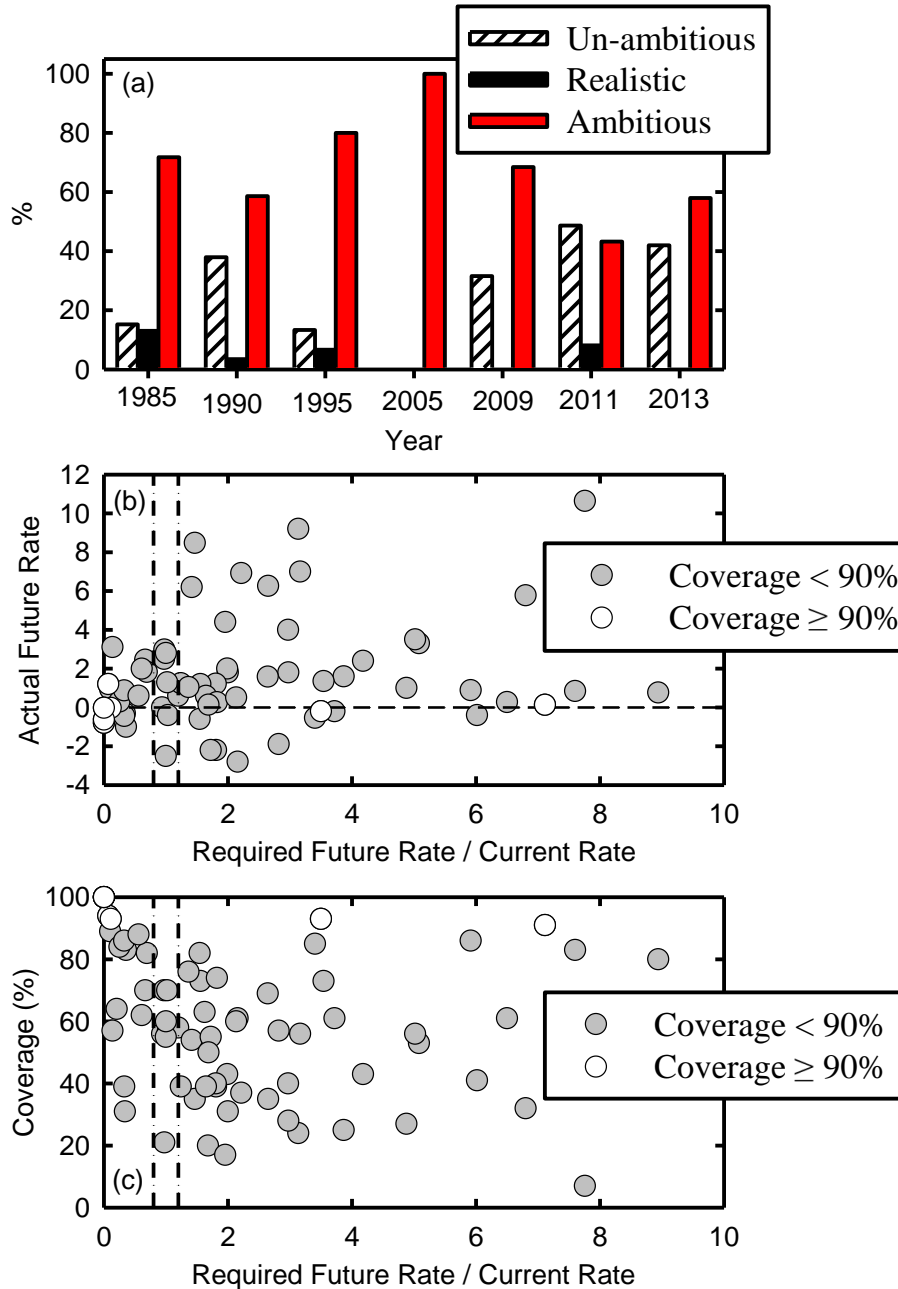 Un-ambitious
Realistic
Ambitious
(a)
100
80
60
40
20
0
%
1985 1990 1995 2005 2009 2011 2013
Year
(b)
12
10
8
6
4
2
0
-2
-4
Actual Future Rate
Coverage < 90%
Coverage ≥ 90%
0 2 4 6 8 10
Required Future Rate / Current Rate
100
80
60
40
20
0
Coverage (%)
Coverage < 90%
Coverage ≥ 90%
(c)
0 2 4 6 8 10
Required Future Rate / Current Rate